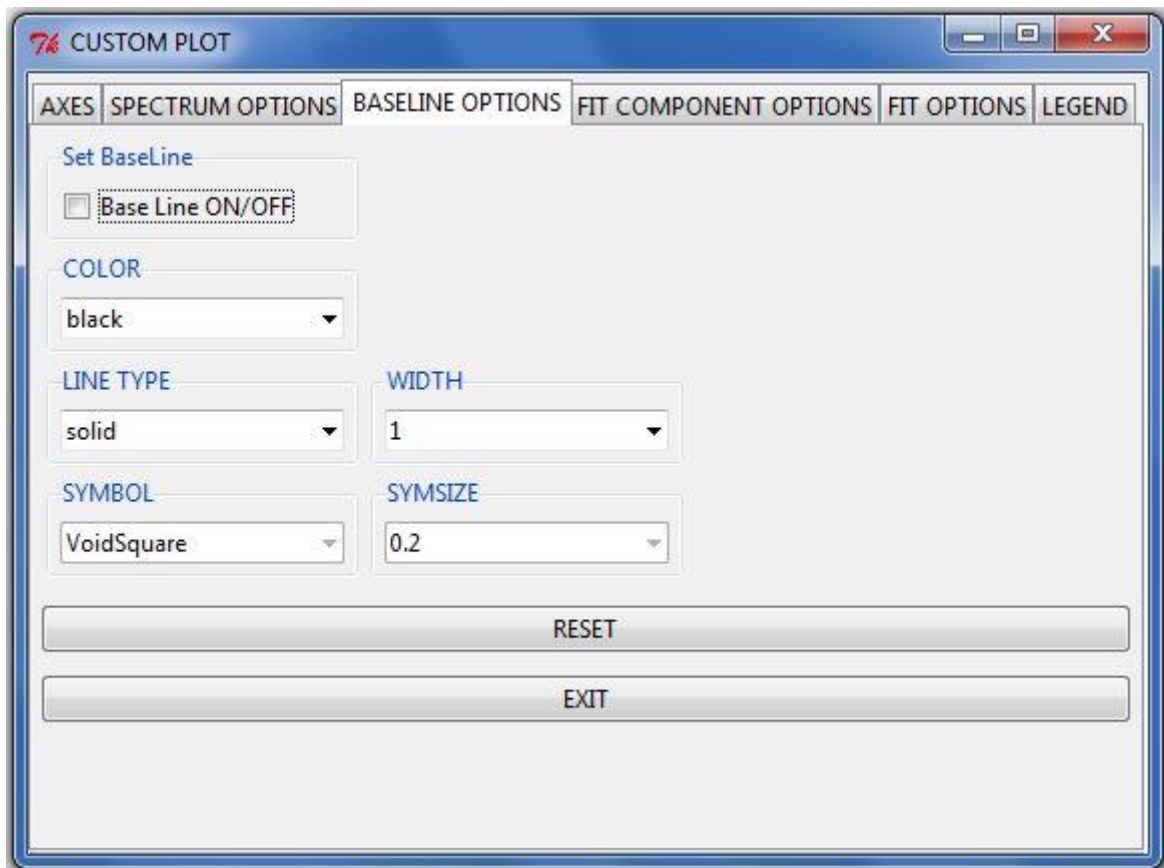 7k CUSTOM PLOT
AXES SPECTRUM OPTIONS BASELINE OPTIONS FIT COMPONENT OPTIONS FIT OPTIONS LEGEND
Set BaseLine
Base Line ON/OFF
COLOR
black
LINE TYPE WIDTH
solid 1
SYMBOL SYMSIZE
VoidSquare 0.2
RESET
EXIT